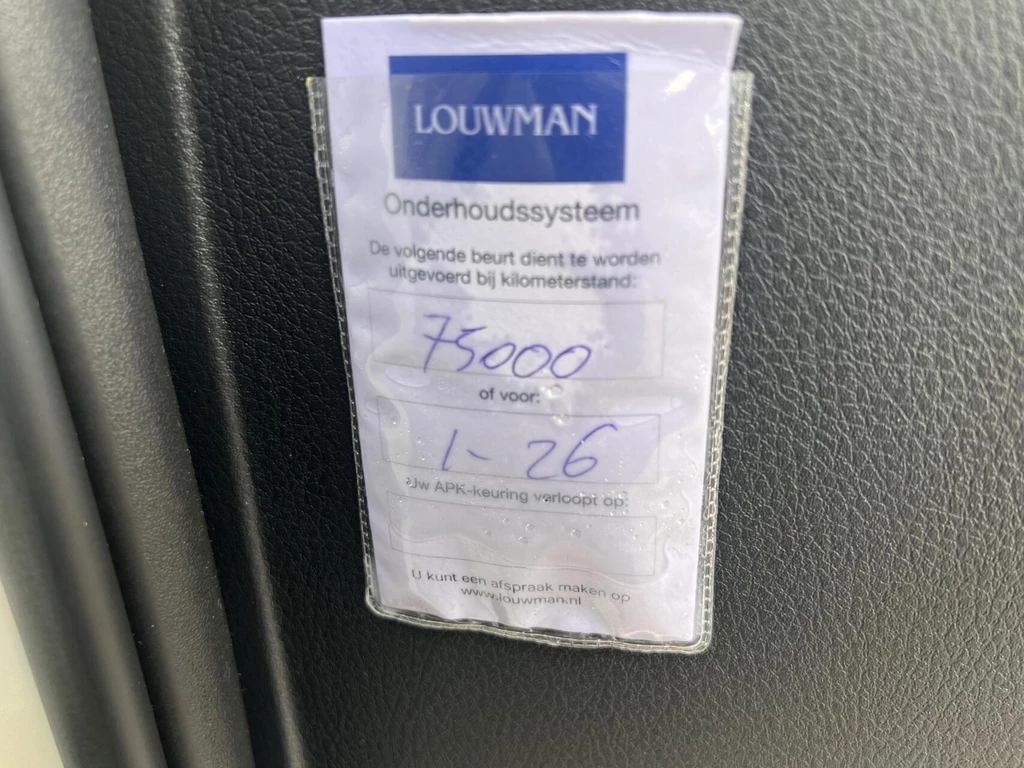 LOUWMAN
Onderhoudssysteem
De volgende beurt dient te worden
uitgevoerd bij kilometerstand:
75000
of voor:
1-26
Uw APK-keuring verloopt op:
U kunt een afspraak maken op
www.louwman.nl